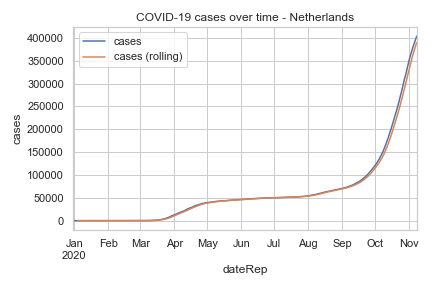 COVID-19 cases over time - Netherlands
cases
cases (rolling)
400000
350000
300000
250000
200000
150000
100000
50000
0
cases
Jan Feb Mar Apr May Jun Jul Aug Sep Oct Nov
2020
dateRep